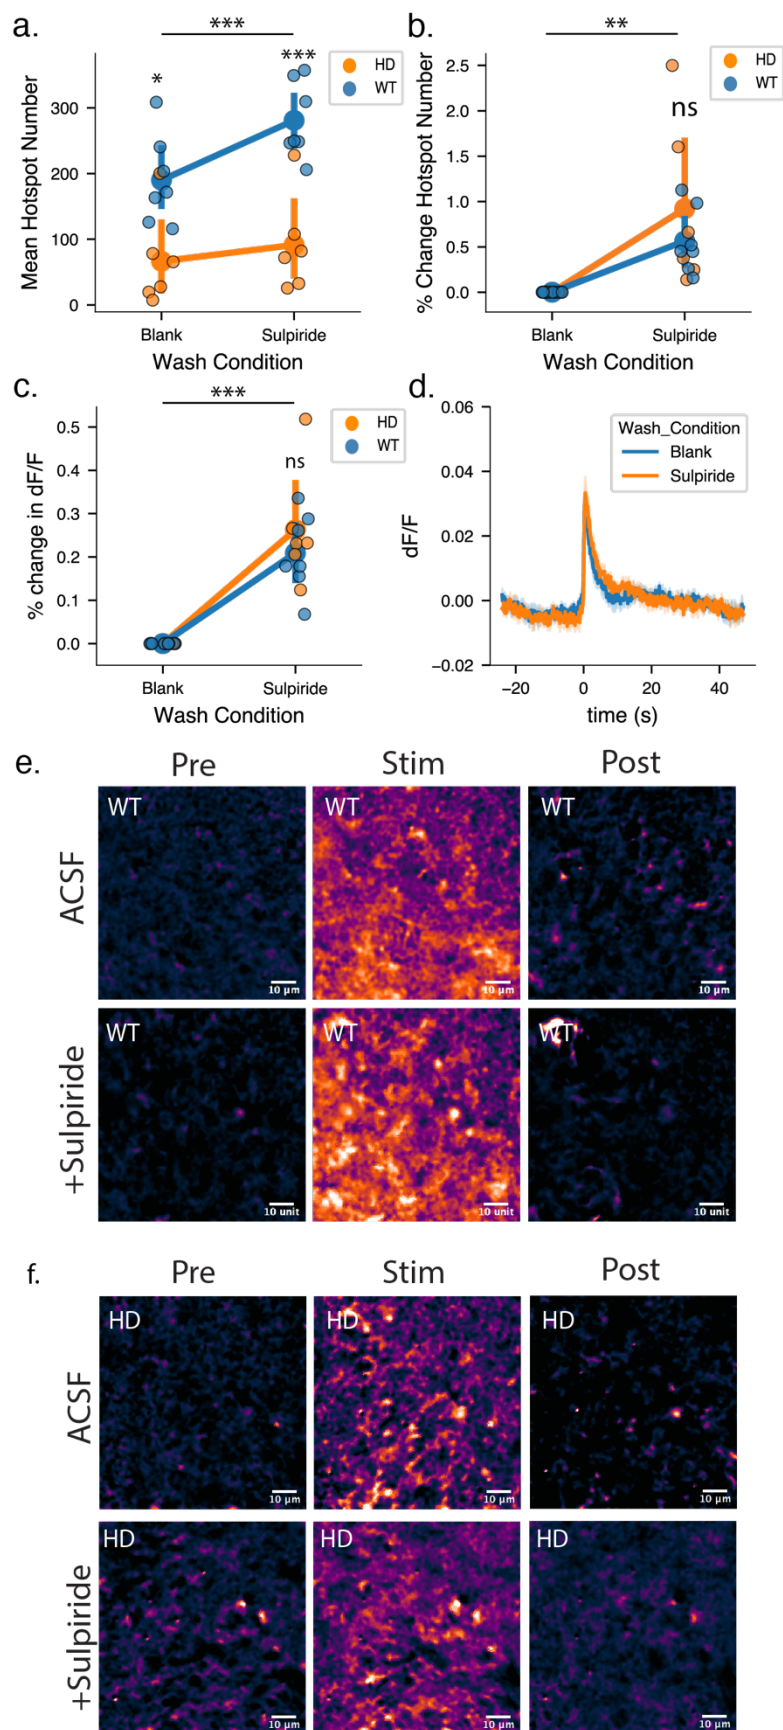 a.
***
*
***
HD
WT
Mean Hotspot Number
300
200
100
0
Blank
Sulpiride
Wash Condition
b.
**
ns
HD
WT
% Change Hotspot Number
2.5
2.0
1.5
1.0
0.5
0.0
Blank
Sulpiride
Wash Condition
c.
***
ns
HD
WT
% change in dF/F
0.5
0.4
0.3
0.2
0.1
0.0
Blank
Sulpiride
Wash Condition
d.
Wash_Condition
Blank
Sulpiride
dF/F
0.06
0.04
0.02
0.00
−0.02
−20
0
20
40
time (s)
e.
Pre
Stim
Post
ACSF
WT
10 µm
WT
10 µm
WT
10 µm
+Sulpiride
WT
10 unit
WT
10 unit
WT
10 unit
f.
Pre
Stim
Post
ACSF
HD
10 µm
HD
10 µm
HD
10 µm
+Sulpiride
HD
10 µm
HD
10 µm
HD
10 µm